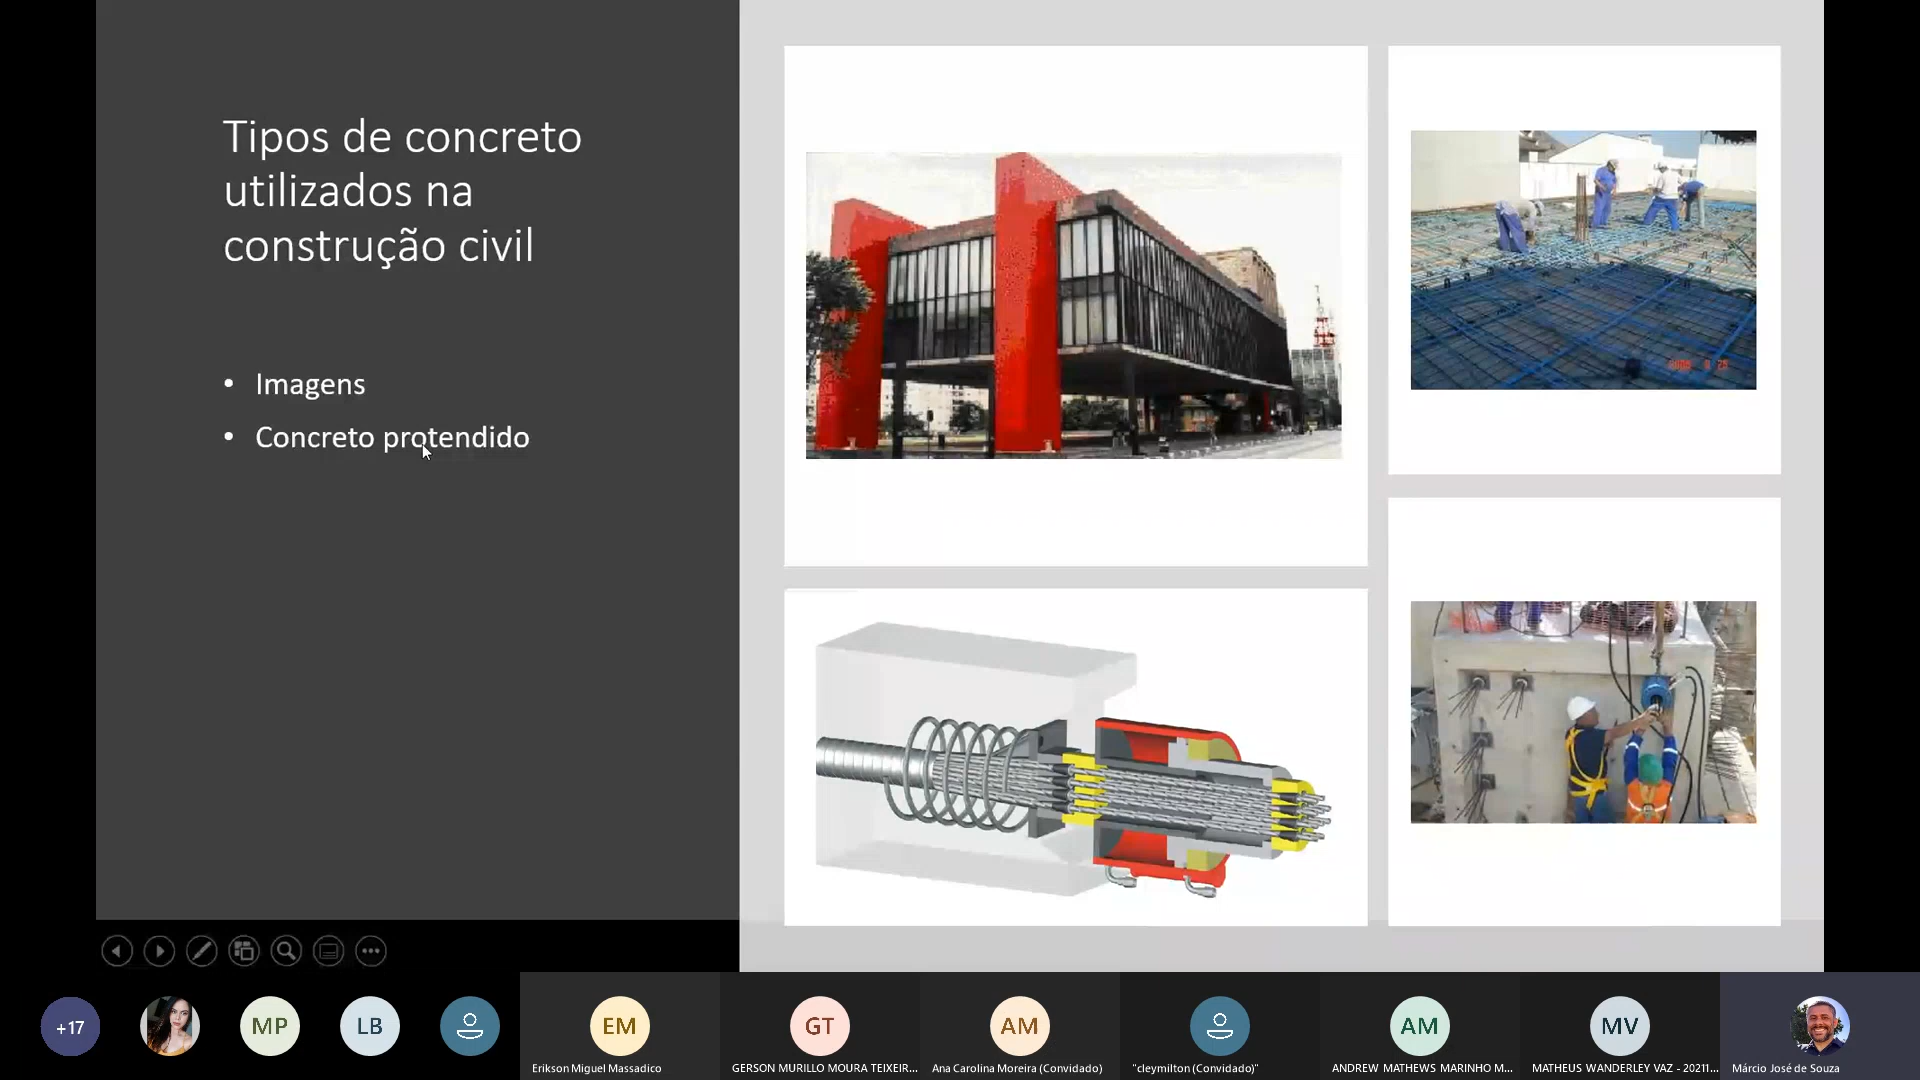 Tipos de concreto
utilizados na
construção civil
• Imagens
• Concreto protendido
+17
MP
LB
EM
GT
AM
AM
MV
Erikson Miguel Massadico
GERSON MURILLO MOURA TEIXEIR...
Ana Carolina Moreira (Convidado)
"cleymilton (Convidado)"
ANDREW MATHEWS MARINHO M...
MATHEUS WANDERLEY VAZ - 20211...
Márcio José de Souza